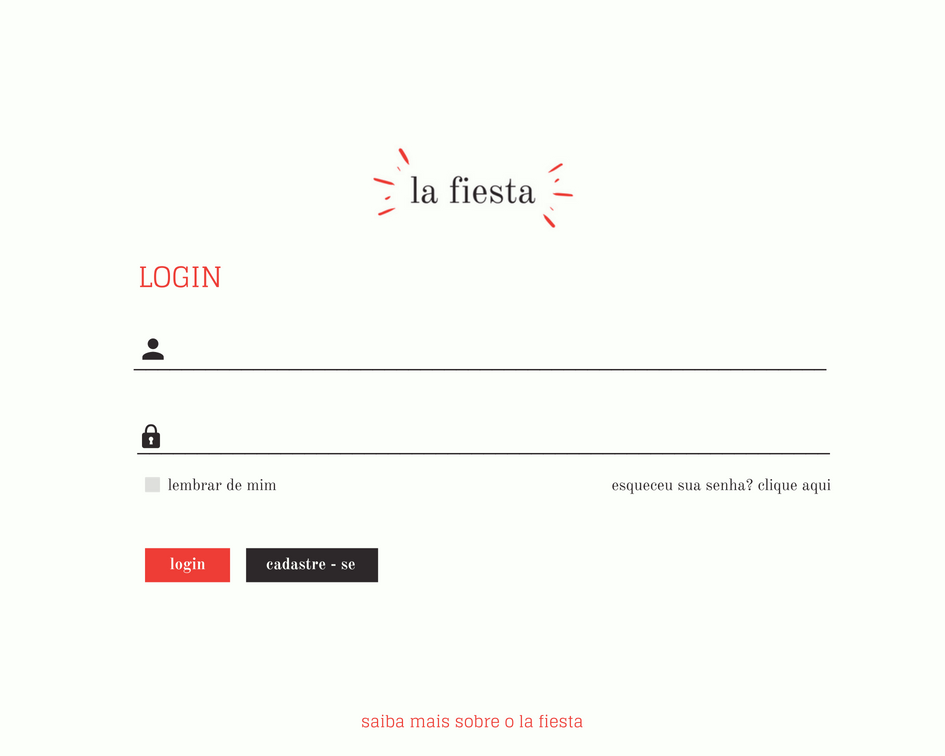 la fiesta
LOGIN
lembrar de mim
esqueceu sua senha? clique aqui
login
cadastre - se
saiba mais sobre o la fiesta